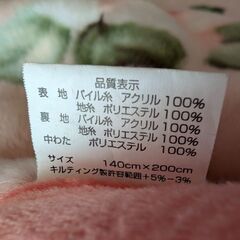 品質表示
表 地 パイル糸 アクリル 100%
地糸 ポリエステル 100%
裏 地 パイル糸 アクリル 100%
地糸 ポリエステル 100%
中わた ポリエステル 100%
サイズ 140cm×200cm
キルティング製許容範囲+5%-3%